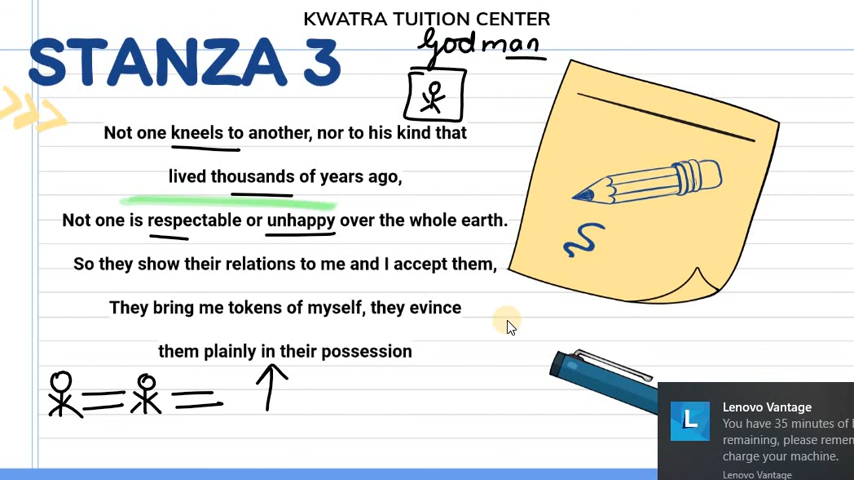 KWATRA TUITION CENTER
STANZA 3
Godman
Not one kneels to another, nor to his kind that
lived thousands of years ago,
Not one is respectable or unhappy over the whole earth.
So they show their relations to me and I accept them,
They bring me tokens of myself, they evince
them plainly in their possession
Lenovo Vantage
You have 35 minutes of
remaining, please
charge your machine.
Lenovo Vantage